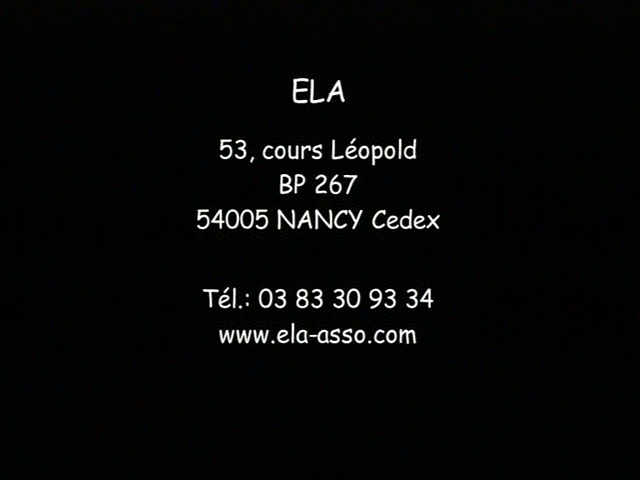 ELA
53, cours Léopold
BP 267
54005 NANCY Cedex
Tél.: 03 83 30 93 34
www.ela-asso.com